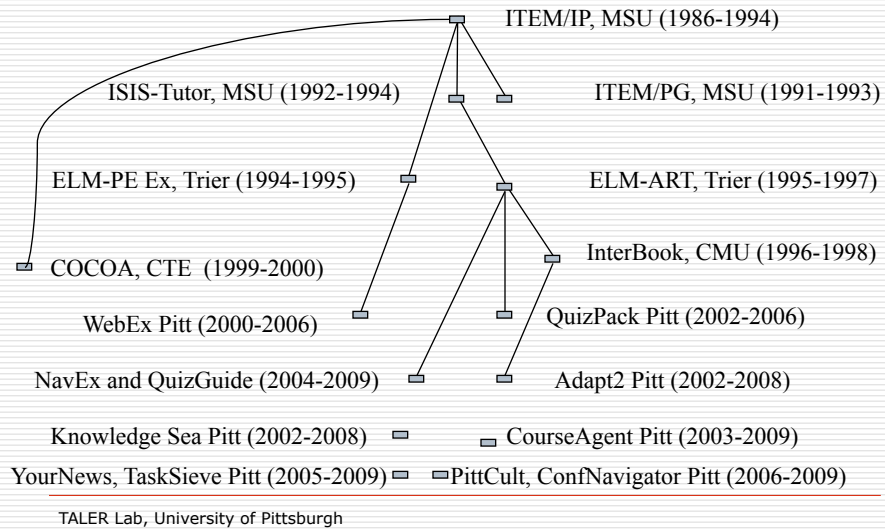 ITEM/IP, MSU (1986-1994)
ISIS-Tutor, MSU (1992-1994)
ITEM/PG, MSU (1991-1993)
ELM-PE Ex, Trier (1994-1995)
ELM-ART, Trier (1995-1997)
InterBook, CMU (1996-1998)
COCOA, CTE (1999-2000)
WebEx Pitt (2000-2006)
QuizPack Pitt (2002-2006)
NavEx and QuizGuide (2004-2009)
Adapt2 Pitt (2002-2008)
Knowledge Sea Pitt (2002-2008)
CourseAgent Pitt (2003-2009)
YourNews, TaskSieve Pitt (2005-2009)
PittCult, ConfNavigator Pitt (2006-2009)
TALER Lab, University of Pittsburgh